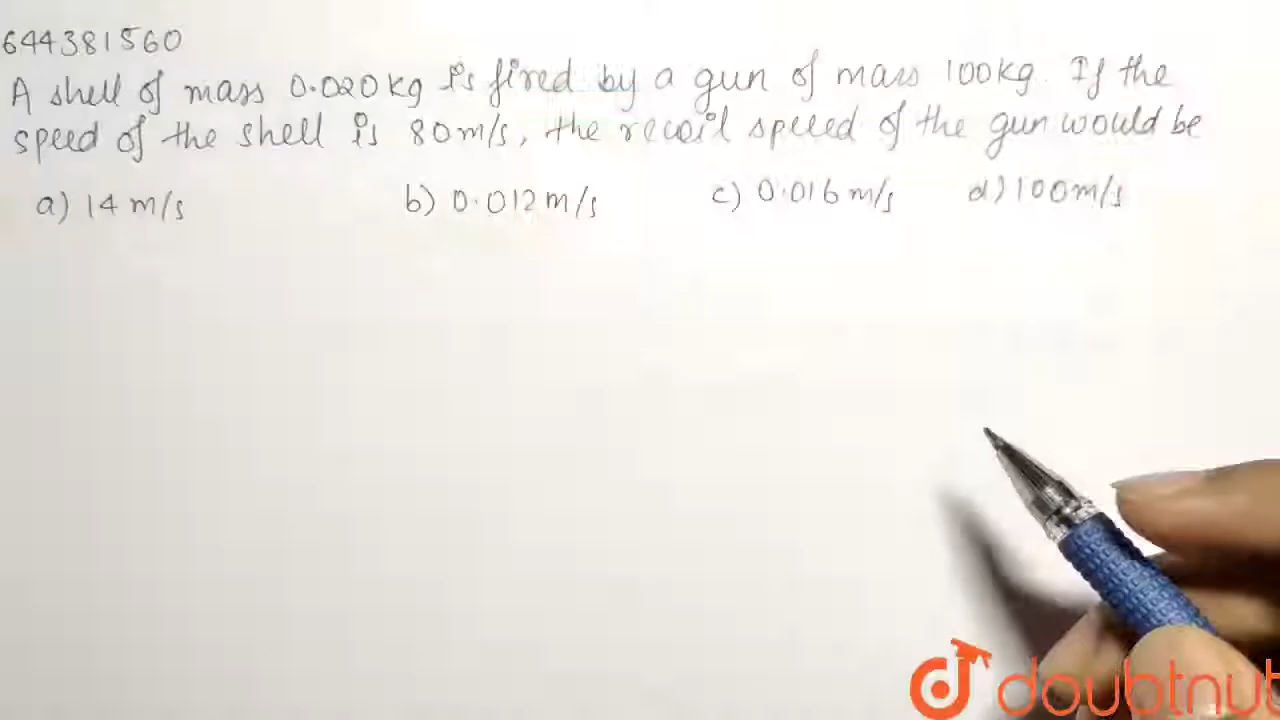 644381560
A shell of mass 0.020kg is fired by a gun of mass 100kg. If the
speed of the shell is 80m/s, the recoil speed of the gun would be
a) 14 m/s b) 0.012 m/s c) 0.016 m/s d) 100m/s
doubtnut